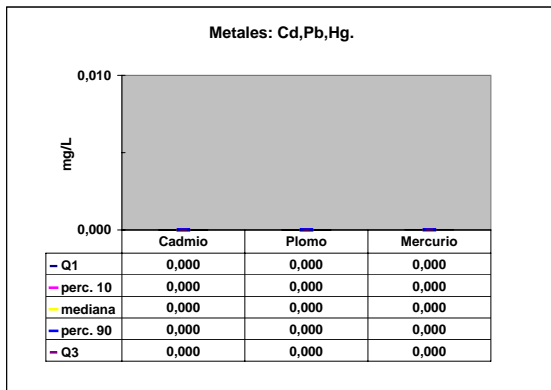 Metales: Cd,Pb,Hg.
0,010
mg/L
0,000
Cadmio Plomo Mercurio
Q1 0,000 0,000 0,000
perc. 10 0,000 0,000 0,000
mediana 0,000 0,000 0,000
perc. 90 0,000 0,000 0,000
Q3 0,000 0,000 0,000